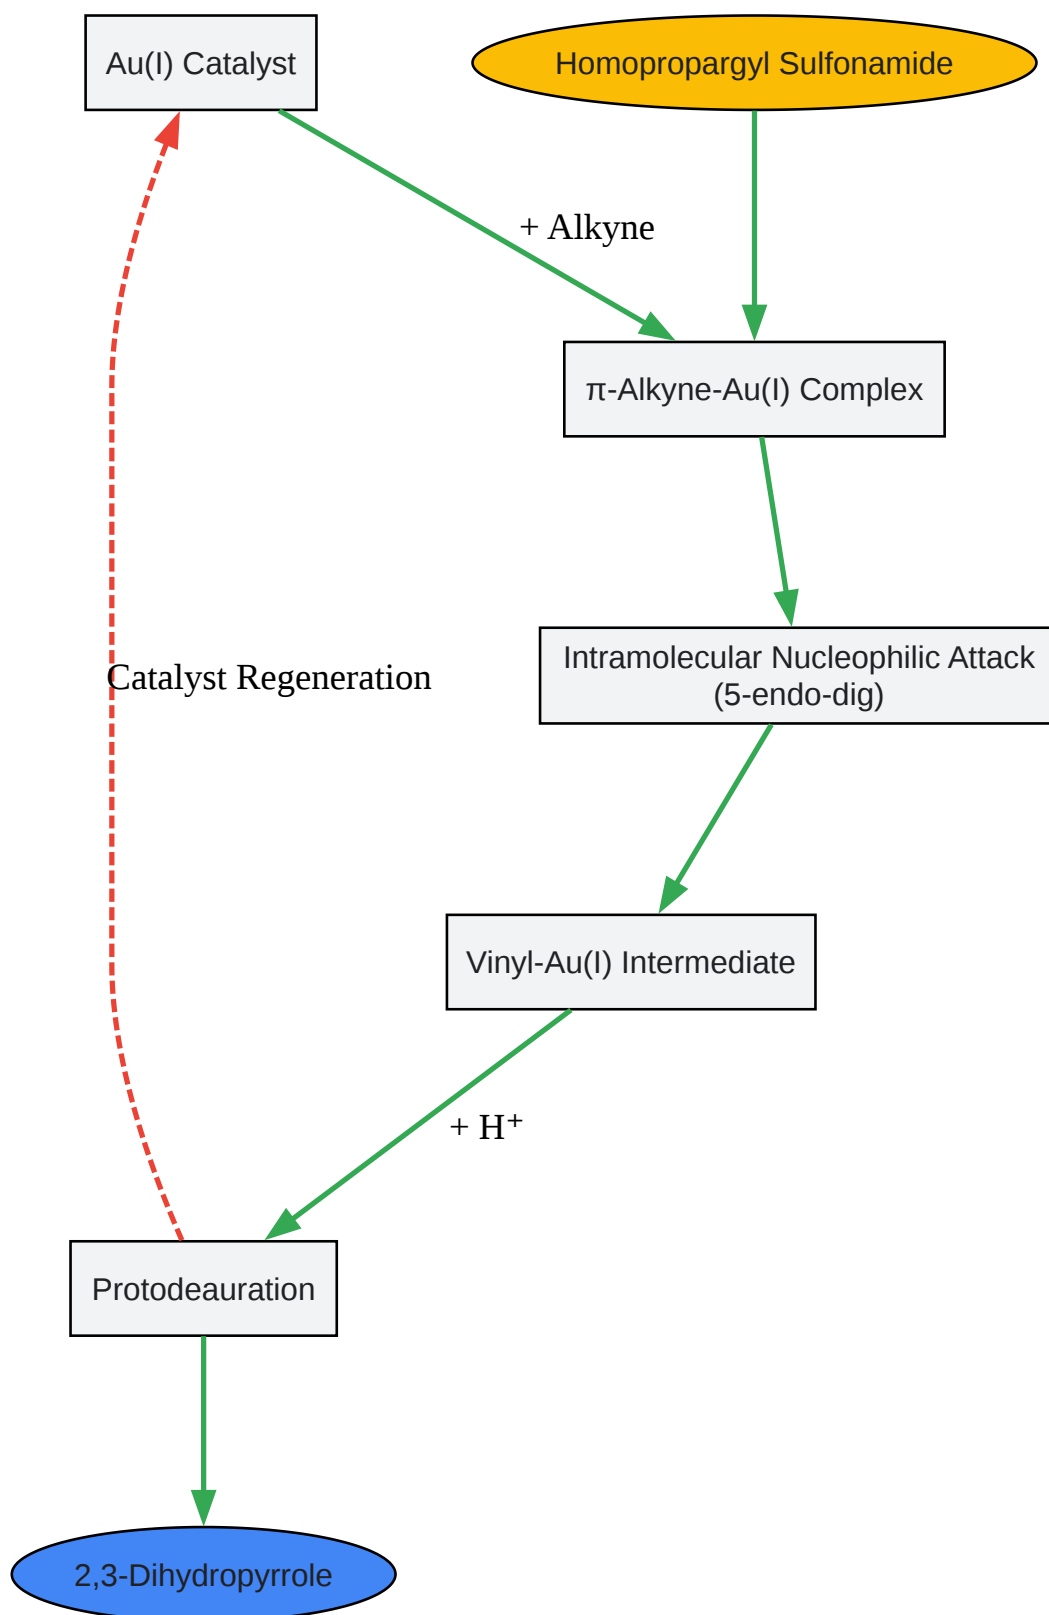 Au(I) Catalyst
Homopropargyl Sulfonamide
+ Alkyne
π-Alkyne-Au(I) Complex
Intramolecular Nucleophilic Attack
(5-endo-dig)
Catalyst Regeneration
Vinyl-Au(I) Intermediate
+ H⁺
Protodeauration
2,3-Dihydropyrrole